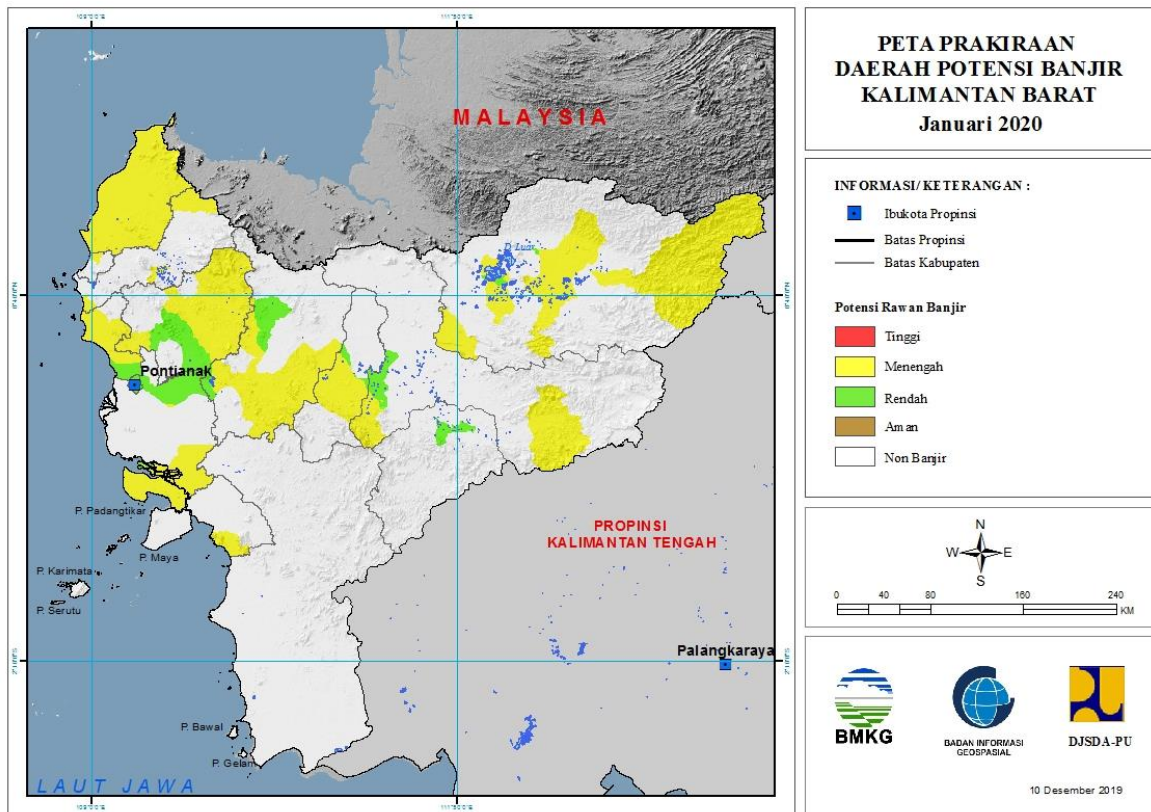 PETA PRAKIRAAN
DAERAH POTENSI BANJIR
KALIMANTAN BARAT
Januari 2020
INFORMASI/ KETERANGAN :
Ibukota Propinsi
Batas Propinsi
Batas Kabupaten
Potensi Rawan Banjir
Tinggi
Menengah
Rendah
Aman
Non Banjir
N
W E
S
0 40 80 160 240
KM
BMKG
BADAN INFORMASI
GEOSPASIAL
DJSDA-PU
10 Desember 2019
MALAYSIA
D. Luar
Pontianak
P. Padangtikar
P. Maya
P. Karimata
P. Serutu
PROPINSI
KALIMANTAN TENGAH
Palangkaraya
P. Bawal
P. Gelam
LAUT JAWA